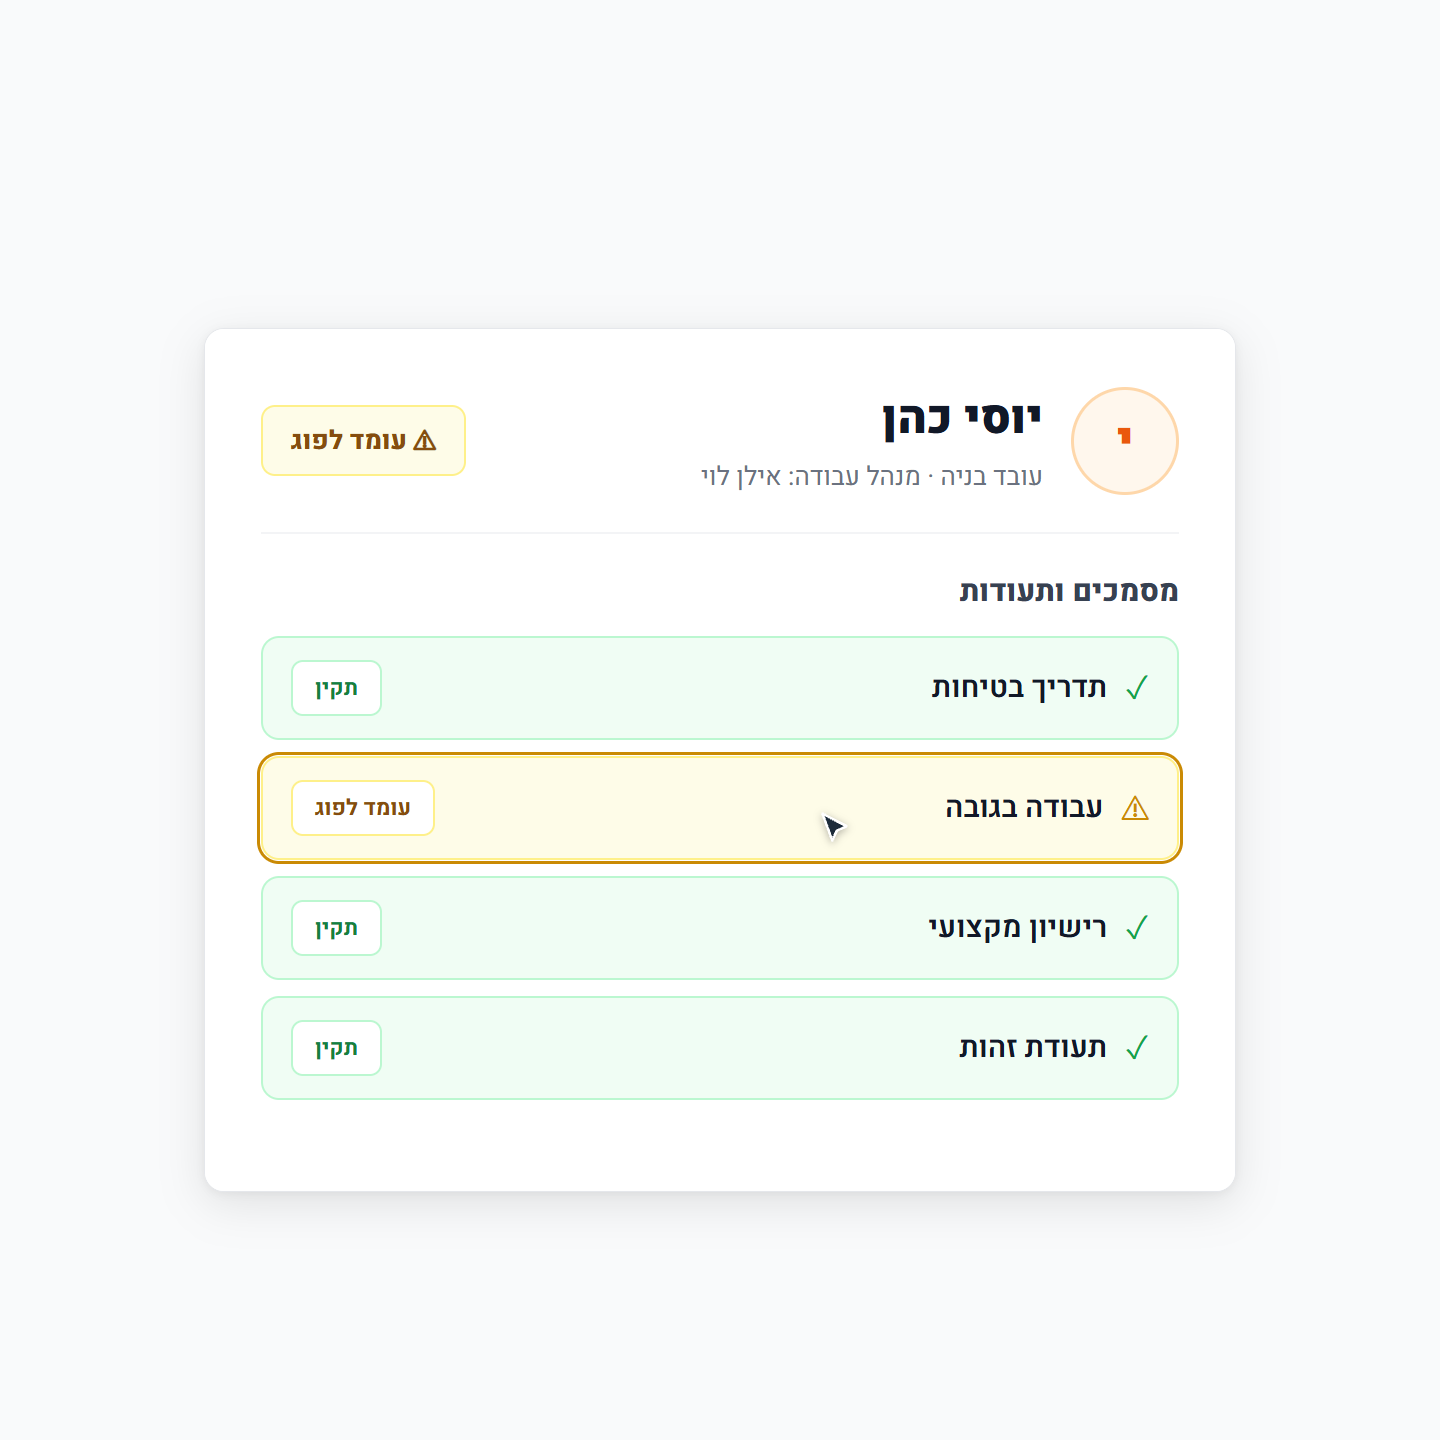 י
יוסי כהן
עובד בניה · מנהל עבודה: אילן לוי
⚠ עומד לפוג
מסמכים ותעודות
✓ תדריך בטיחות
תקין
⚠ עבודה בגובה
עומד לפוג
✓ רישיון מקצועי
תקין
✓ תעודת זהות
תקין